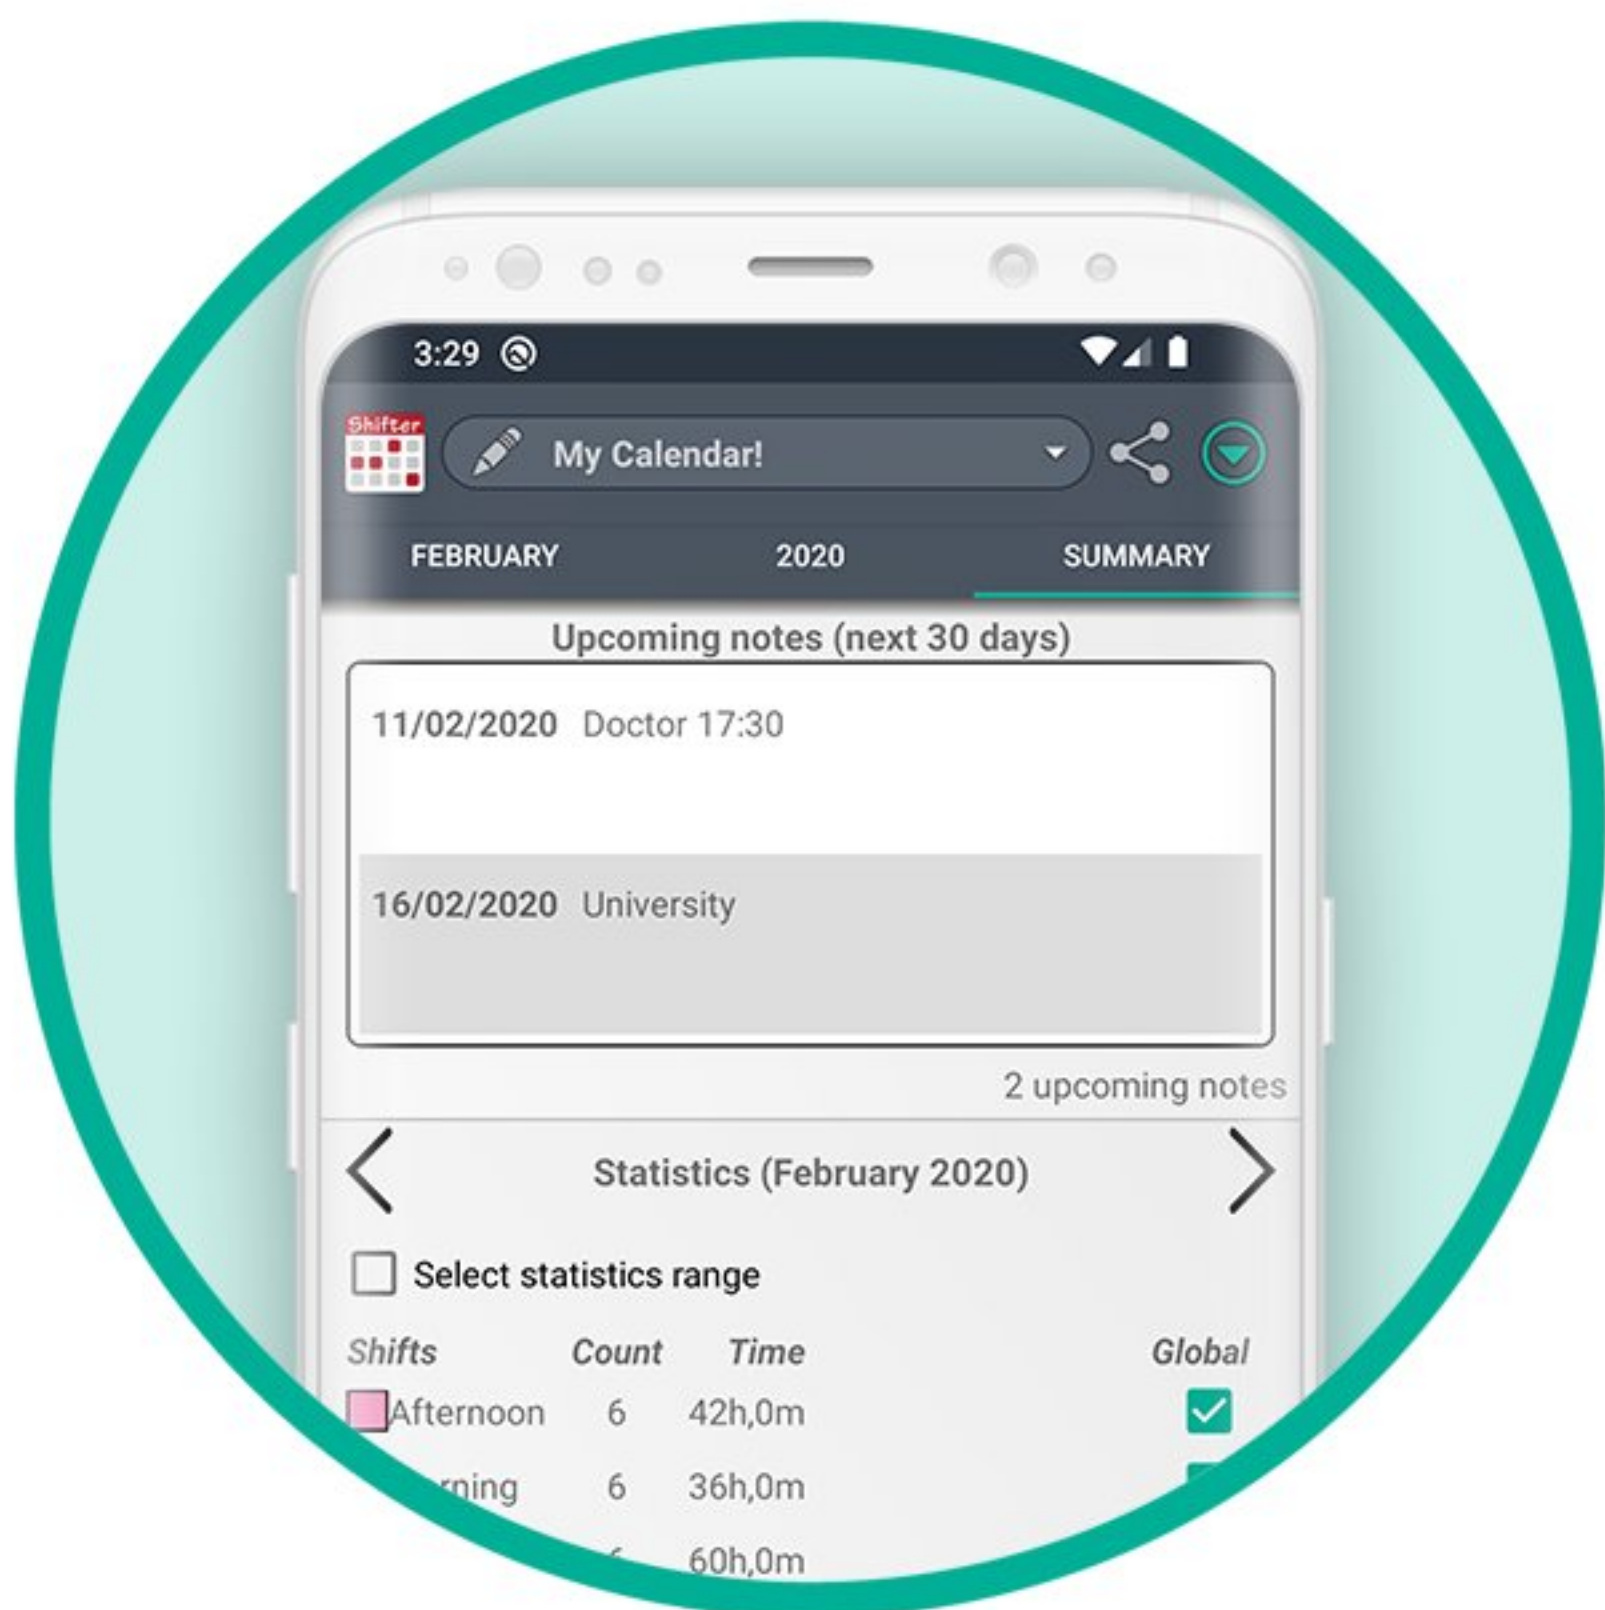 3:29
Shifter
My Calendar!
FEBRUARY 2020 SUMMARY
Upcoming notes (next 30 days)
11/02/2020 Doctor 17:30
16/02/2020 University
2 upcoming notes
Statistics (February 2020)
Select statistics range
Shifts Count Time Global
Afternoon 6 42h,0m
rning 6 36h,0m
60h,0m